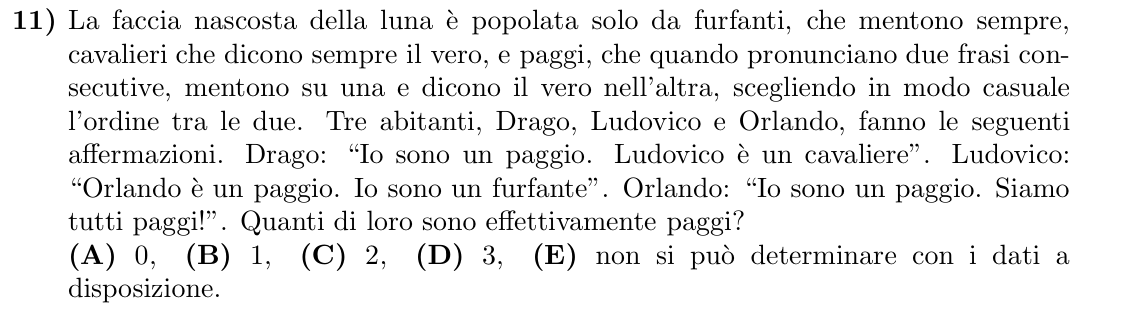 11) La faccia nascosta della luna è popolata solo da furfanti, che mentono sempre,
cavalieri che dicono sempre il vero, e paggi, che quando pronunciano due frasi con-
secutive, mentono su una e dicono il vero nell'altra, scegliendo in modo casuale
l'ordine tra le due. Tre abitanti, Drago, Ludovico e Orlando, fanno le seguenti
affermazioni. Drago: “Io sono un paggio. Ludovico è un cavaliere”. Ludovico:
“Orlando è un paggio. Io sono un furfante”. Orlando: “Io sono un paggio. Siamo
tutti paggi!”. Quanti di loro sono effettivamente paggi?
(A) 0, (B) 1, (C) 2, (D) 3, (E) non si può determinare con i dati a
disposizione.